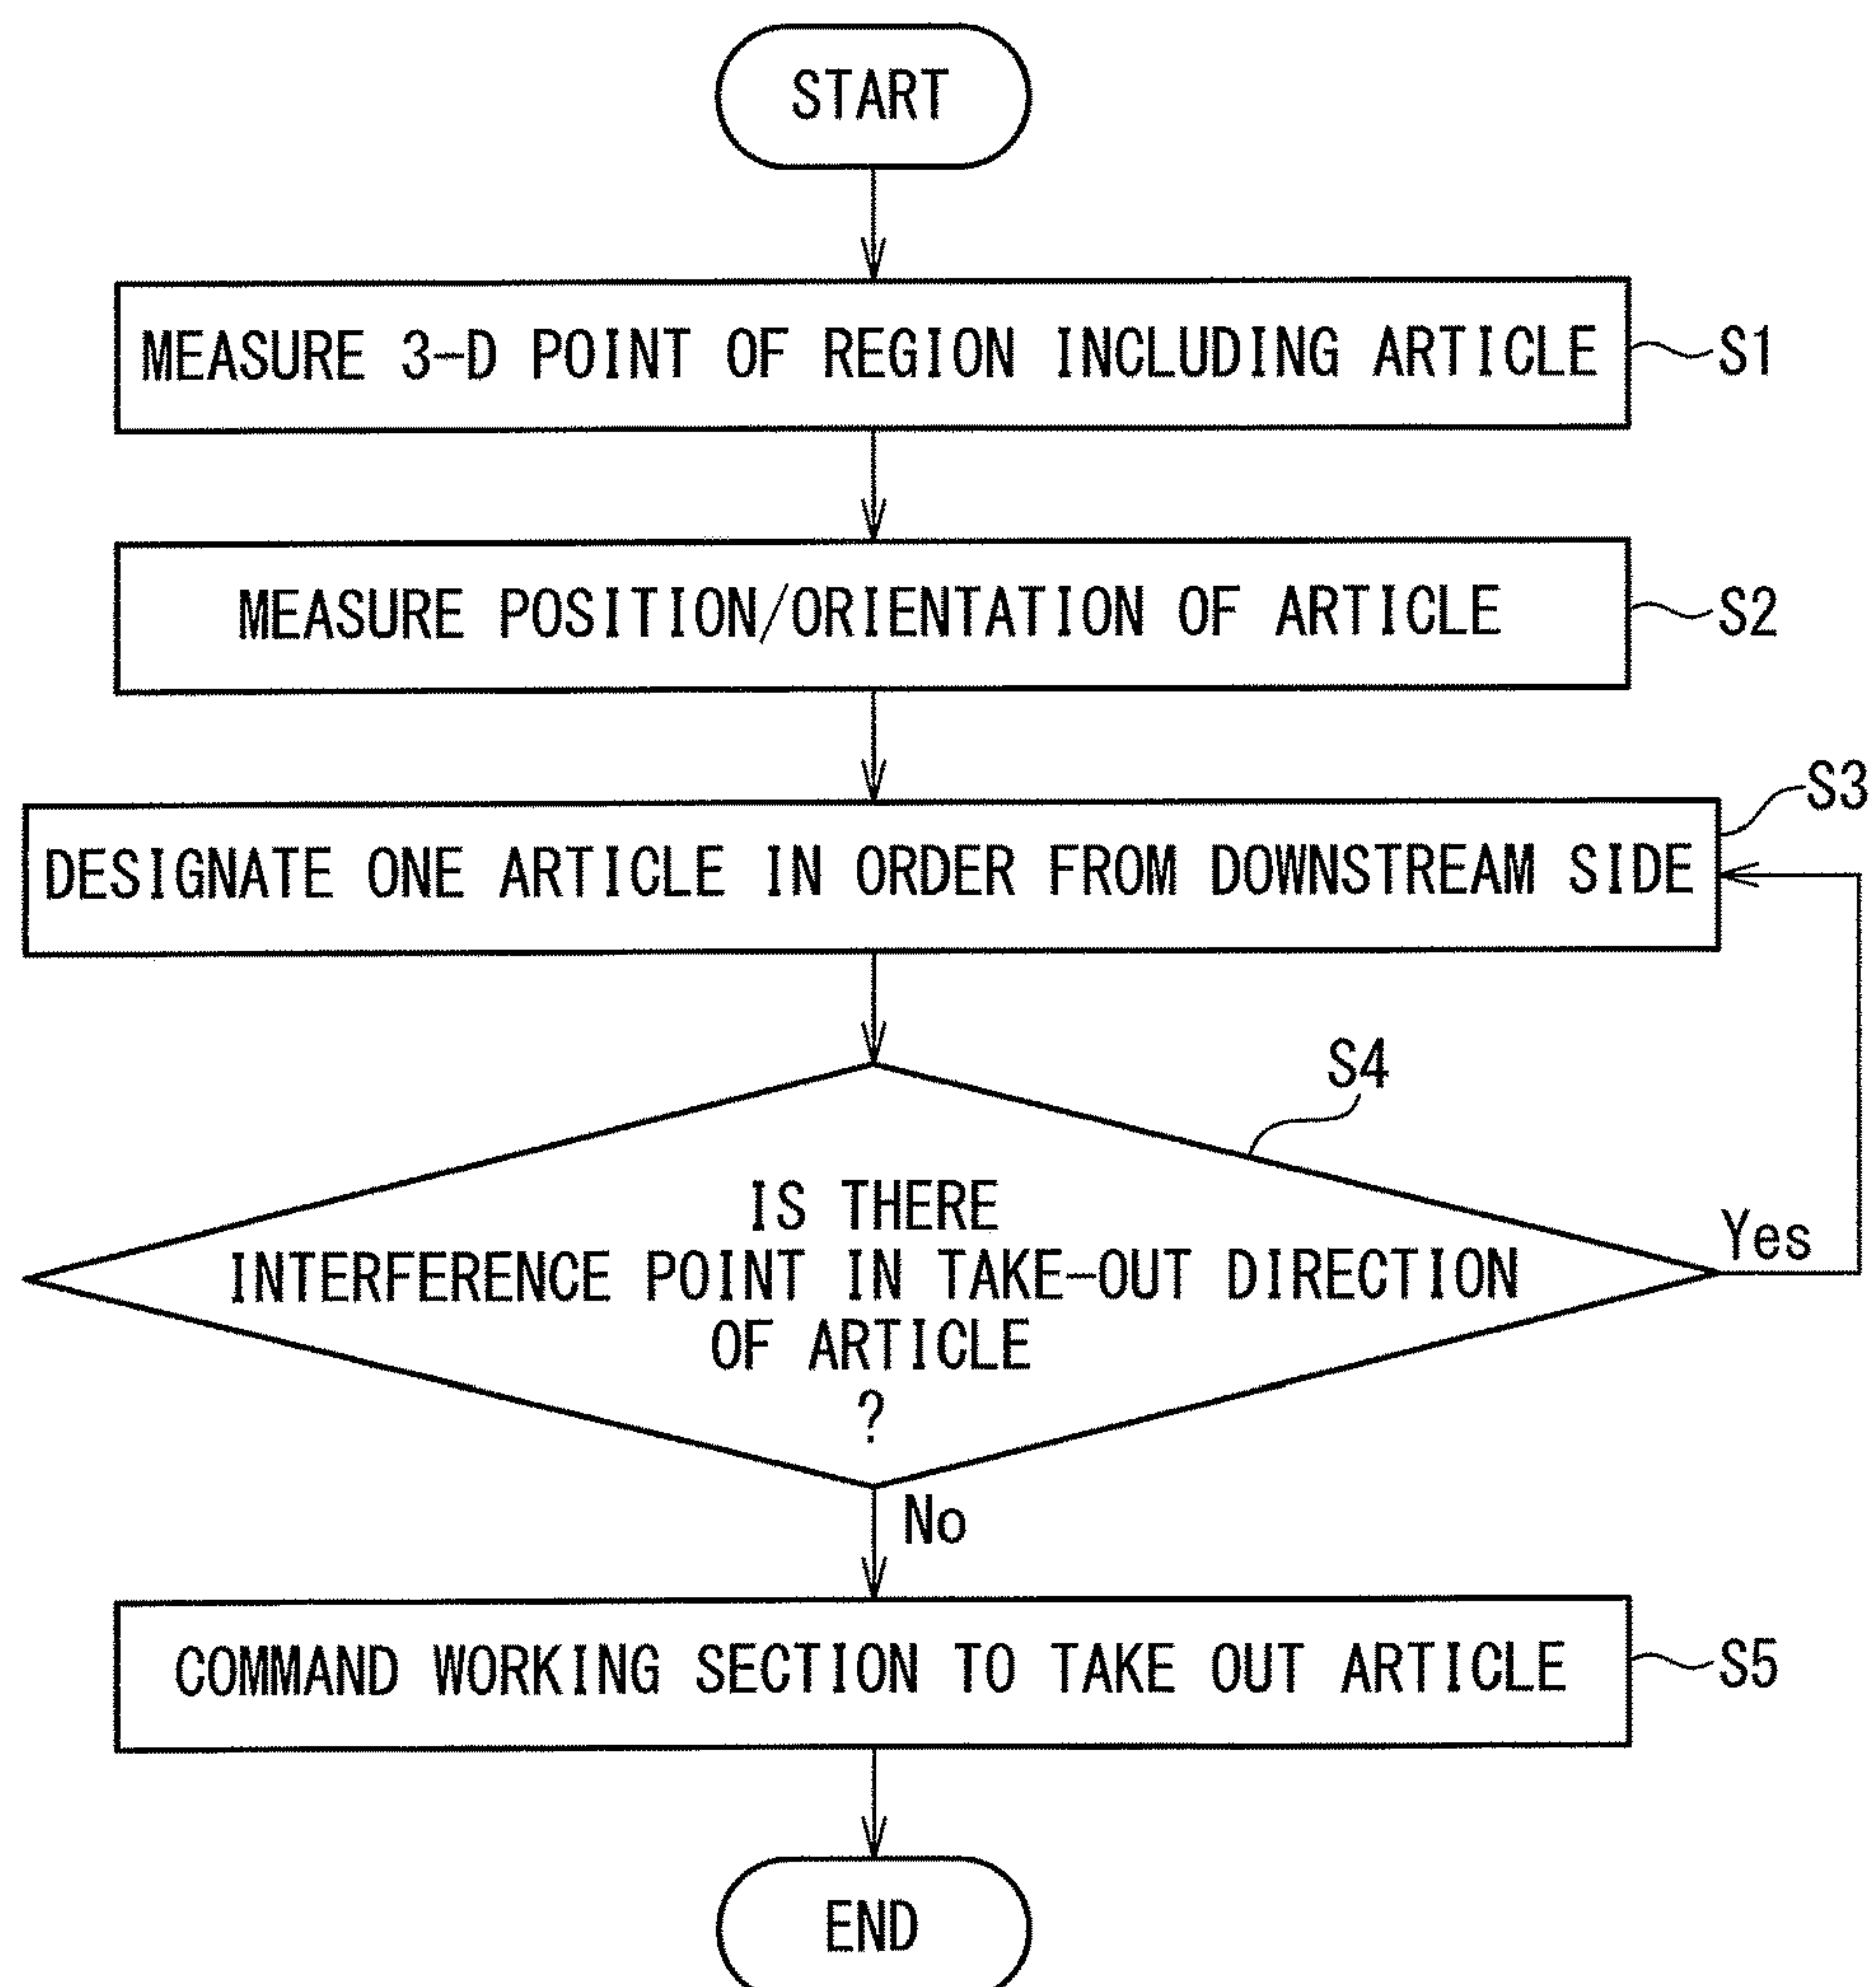 START
MEASURE 3-D POINT OF REGION INCLUDING ARTICLE
S1
MEASURE POSITION/ORIENTATION OF ARTICLE
S2
S3
DESIGNATE ONE ARTICLE IN ORDER FROM DOWNSTREAM SIDE
S4
IS THERE
INTERFERENCE POINT IN TAKE-OUT DIRECTION
OF ARTICLE
?
Yes
No
COMMAND WORKING SECTION TO TAKE OUT ARTICLE
S5
END